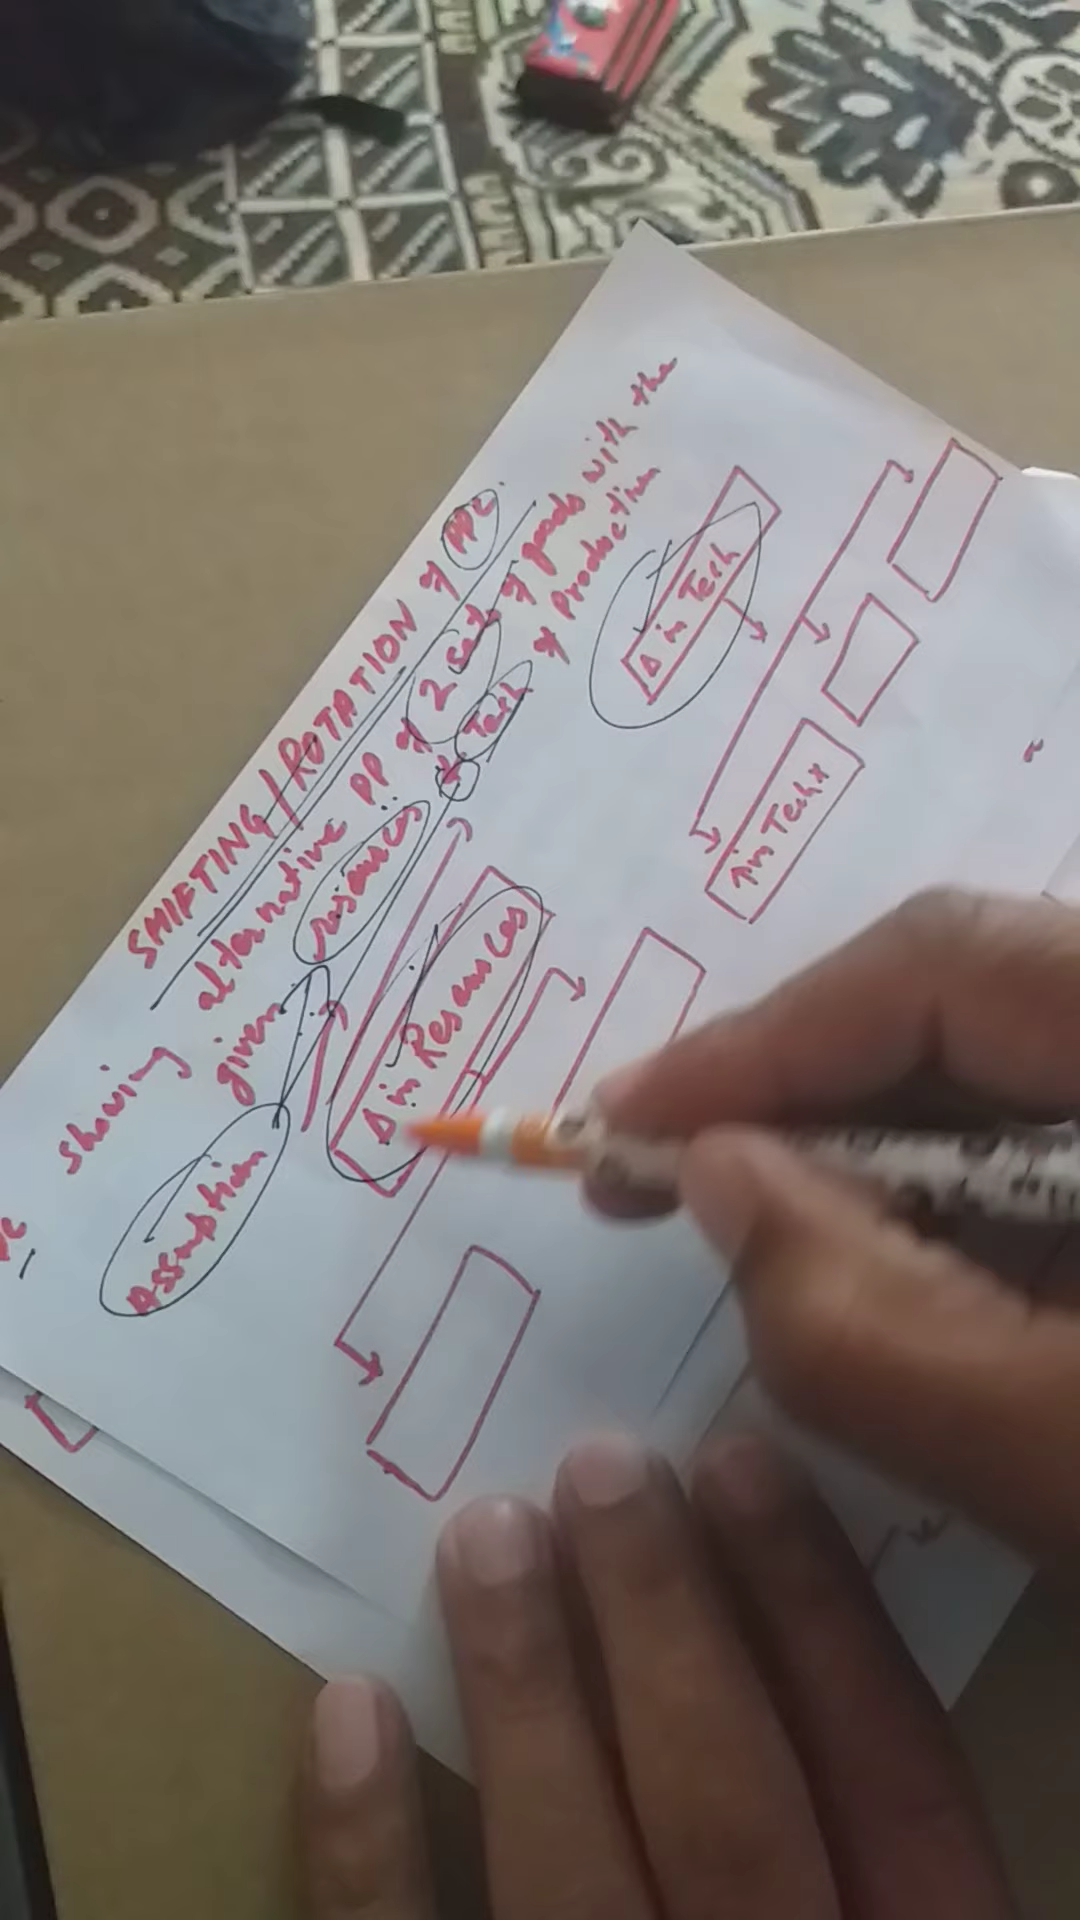 SHIFTING/ROTATION of PPC.
showing alternative PP of 2 sets of goods with the
given resources & Tech of Production
Assumption
Δ in Resources
Δ in Tech
↑ in Tech x